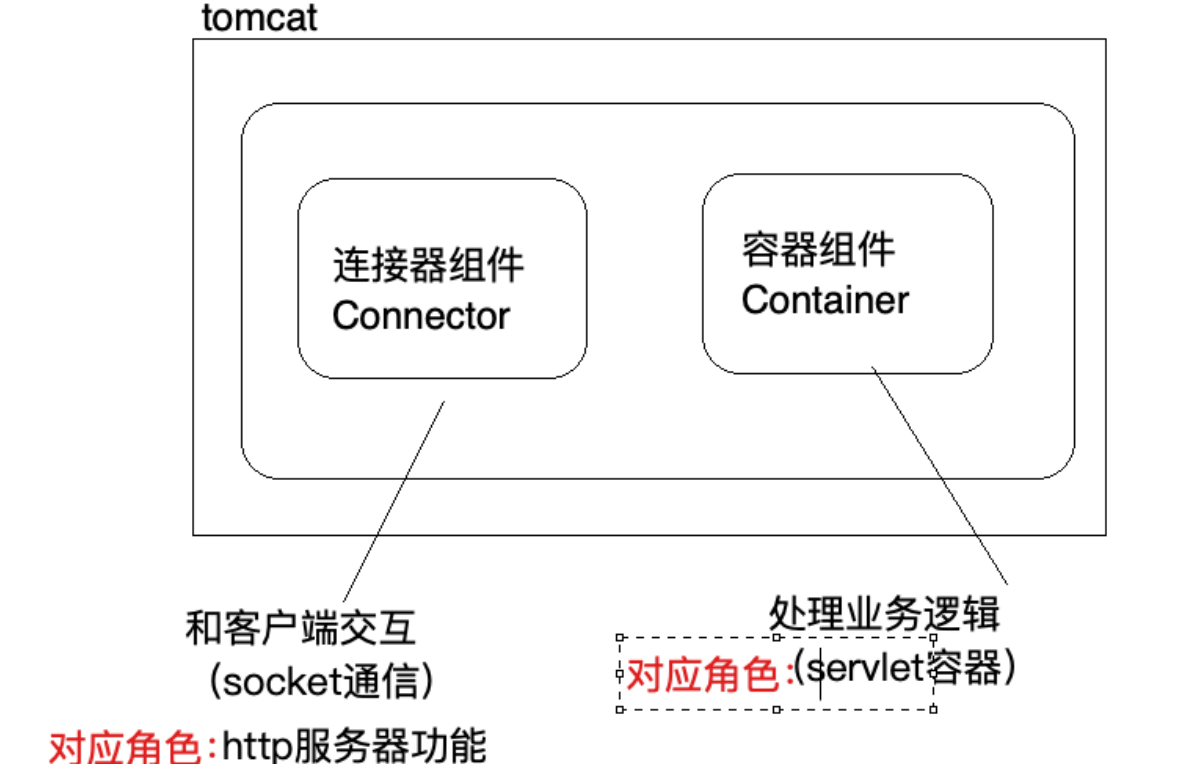 tomcat
连接器组件
Connector
容器组件
Container
和客户端交互
（socket通信）
对应角色：http服务器功能
处理业务逻辑
（servlet容器）
对应角色：